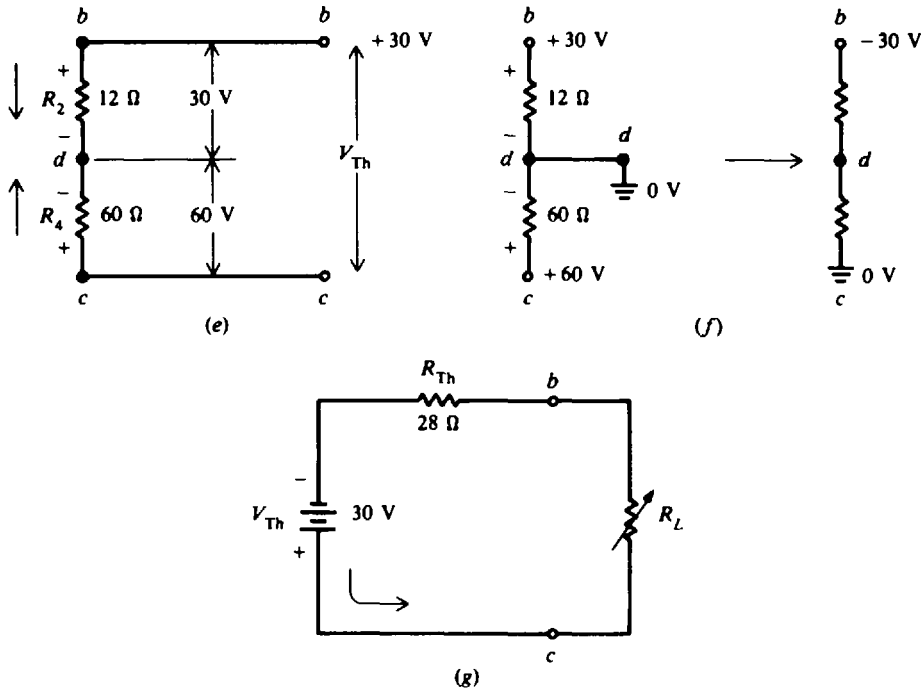 b b + 30 V
+
R2 12 Ω 30 V
−
d
−
R4 60 Ω 60 V
+
c c
VTh
(e)
b
+ 30 V
+
12 Ω
−
d d
−
0 V
60 Ω
+
+ 60 V
c
b
− 30 V
d
0 V
c
(f)
RTh
28 Ω
b
−
VTh 30 V
+
RL
c
(g)